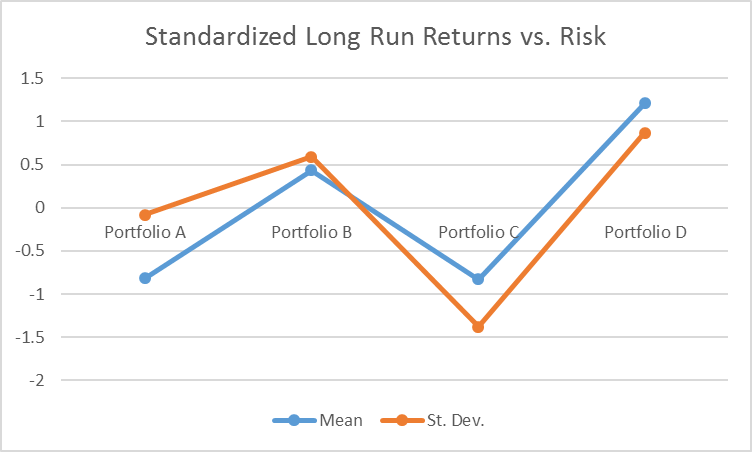 Standardized Long Run Returns vs. Risk
1.5
1
0.5
0
Portfolio A Portfolio B Portfolio C Portfolio D
-0.5
-1
-1.5
-2
Mean St. Dev.